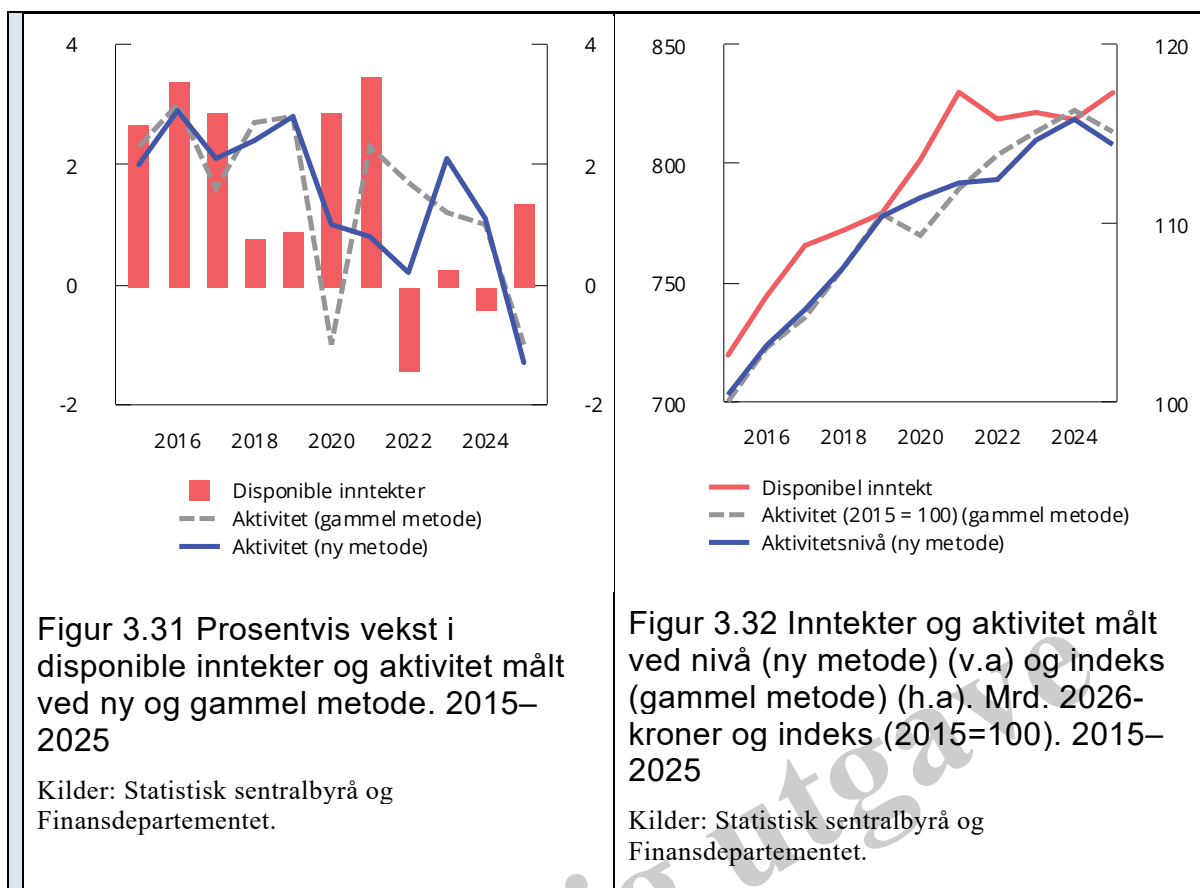 4
2
0
-2
4
2
0
-2
2016 2018 2020 2022 2024
Disponible inntekter
Aktivitet (gammel metode)
Aktivitet (ny metode)
Figur 3.31 Prosentvis vekst i
disponible inntekter og aktivitet målt
ved ny og gammel metode. 2015–
2025
Kilder: Statistisk sentralbyrå og
Finansdepartementet.
850
800
750
700
120
110
100
2016 2018 2020 2022 2024
Disponibel inntekt
Aktivitet (2015 = 100) (gammel metode)
Aktivitetsnivå (ny metode)
Figur 3.32 Inntekter og aktivitet målt
ved nivå (ny metode) (v.a) og indeks
(gammel metode) (h.a). Mrd. 2026-
kroner og indeks (2015=100). 2015–
2025
Kilder: Statistisk sentralbyrå og
Finansdepartementet.
utgave